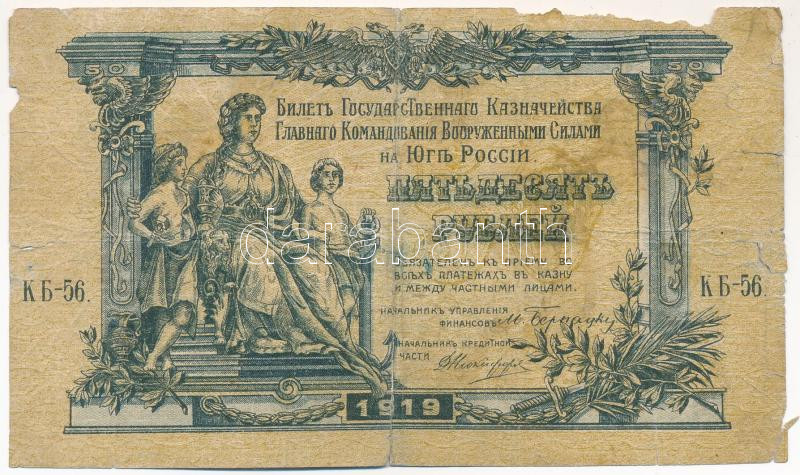 50 50
Билетъ Государственнаго Казначейства
Главнаго Командованія Вооруженными Силами
на Югѣ Россіи.
ПЯТЬДЕСЯТЪ
РУБЛЕЙ
darabanth
ОБЯЗАТЕЛЕНЪ КЪ ПРІЕМУ ВО
ВСѢХЪ ПЛАТЕЖАХЪ ВЪ КАЗНУ
И МЕЖДУ ЧАСТНЫМИ ЛИЦАМИ.
КБ-56. КБ-56.
НАЧАЛЬНИКЪ УПРАВЛЕНІЯ
ФИНАНСОВЪ М. Бернацкій
НАЧАЛЬНИКЪ КРЕДИТНОЙ
ЧАСТИ
1919